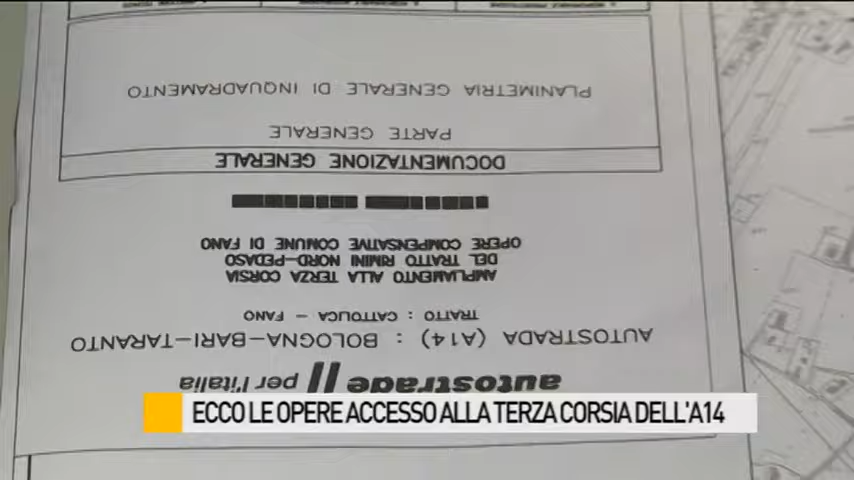 autostrade per l'italia
AUTOSTRADA (A14) : BOLOGNA-BARI-TARANTO
TRATTO : CATTOLICA - FANO
AMPLIAMENTO ALLA TERZA CORSIA
DEL TRATTO RIMINI NORD-PEDASO
OPERE COMPENSATIVE COMUNE DI FANO
DOCUMENTAZIONE GENERALE
PARTE GENERALE
PLANIMETRIA GENERALE DI INQUADRAMENTO
ECCO LE OPERE ACCESSO ALLA TERZA CORSIA DELL'A14